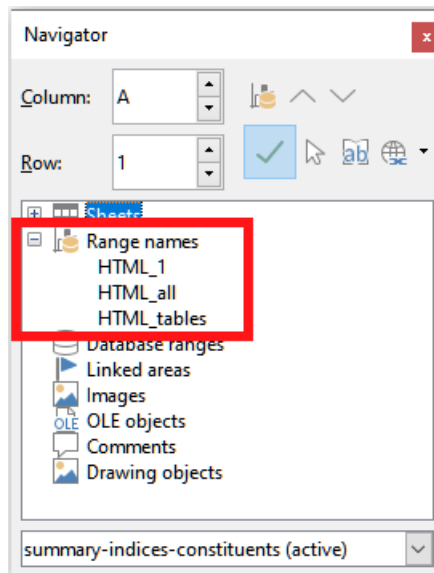 Navigator
x
Column: A
Row: 1
ab
Sheets
Range names
HTML_1
HTML_all
HTML_tables
Database ranges
Linked areas
Images
OLE OLE objects
Comments
Drawing objects
summary-indices-constituents (active)